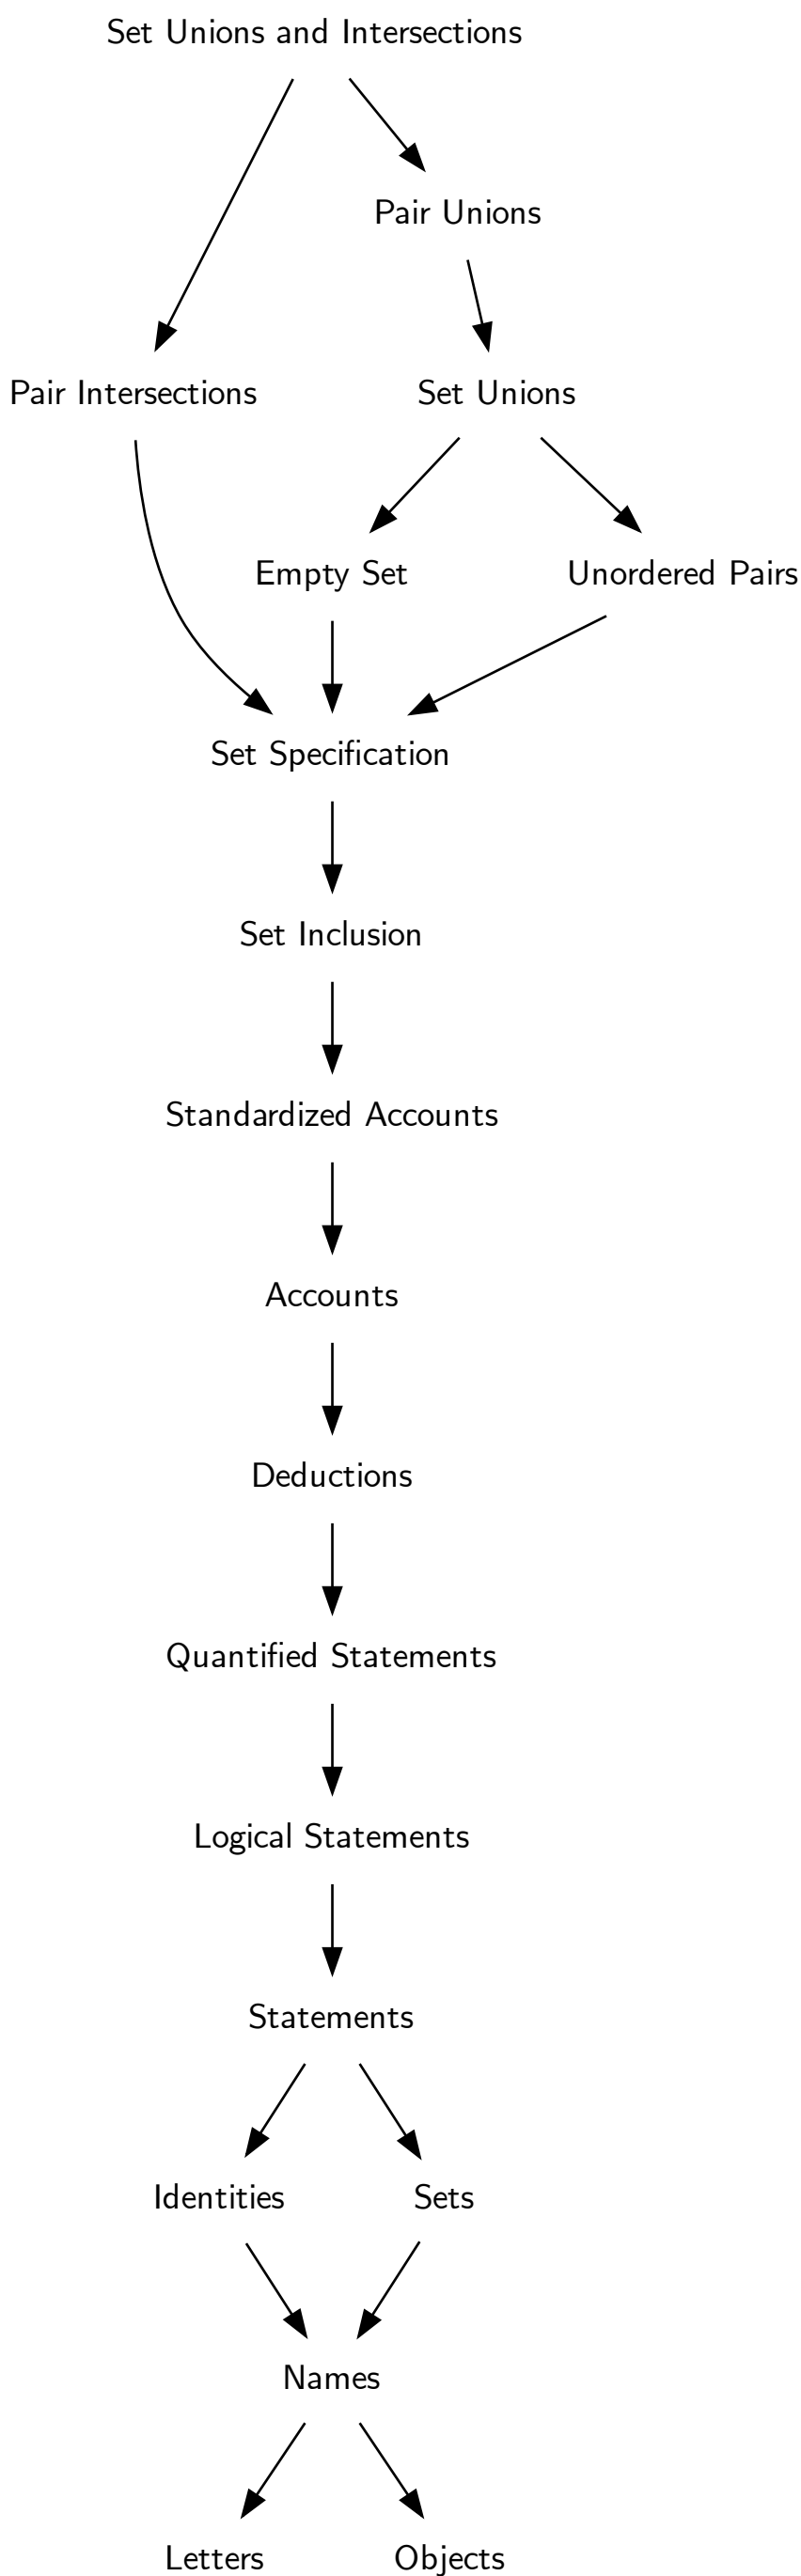 Set Unions and Intersections
Pair Unions
Pair Intersections
Set Unions
Empty Set
Unordered Pairs
Set Specification
Set Inclusion
Standardized Accounts
Accounts
Deductions
Quantified Statements
Logical Statements
Statements
Identities
Sets
Names
Letters
Objects